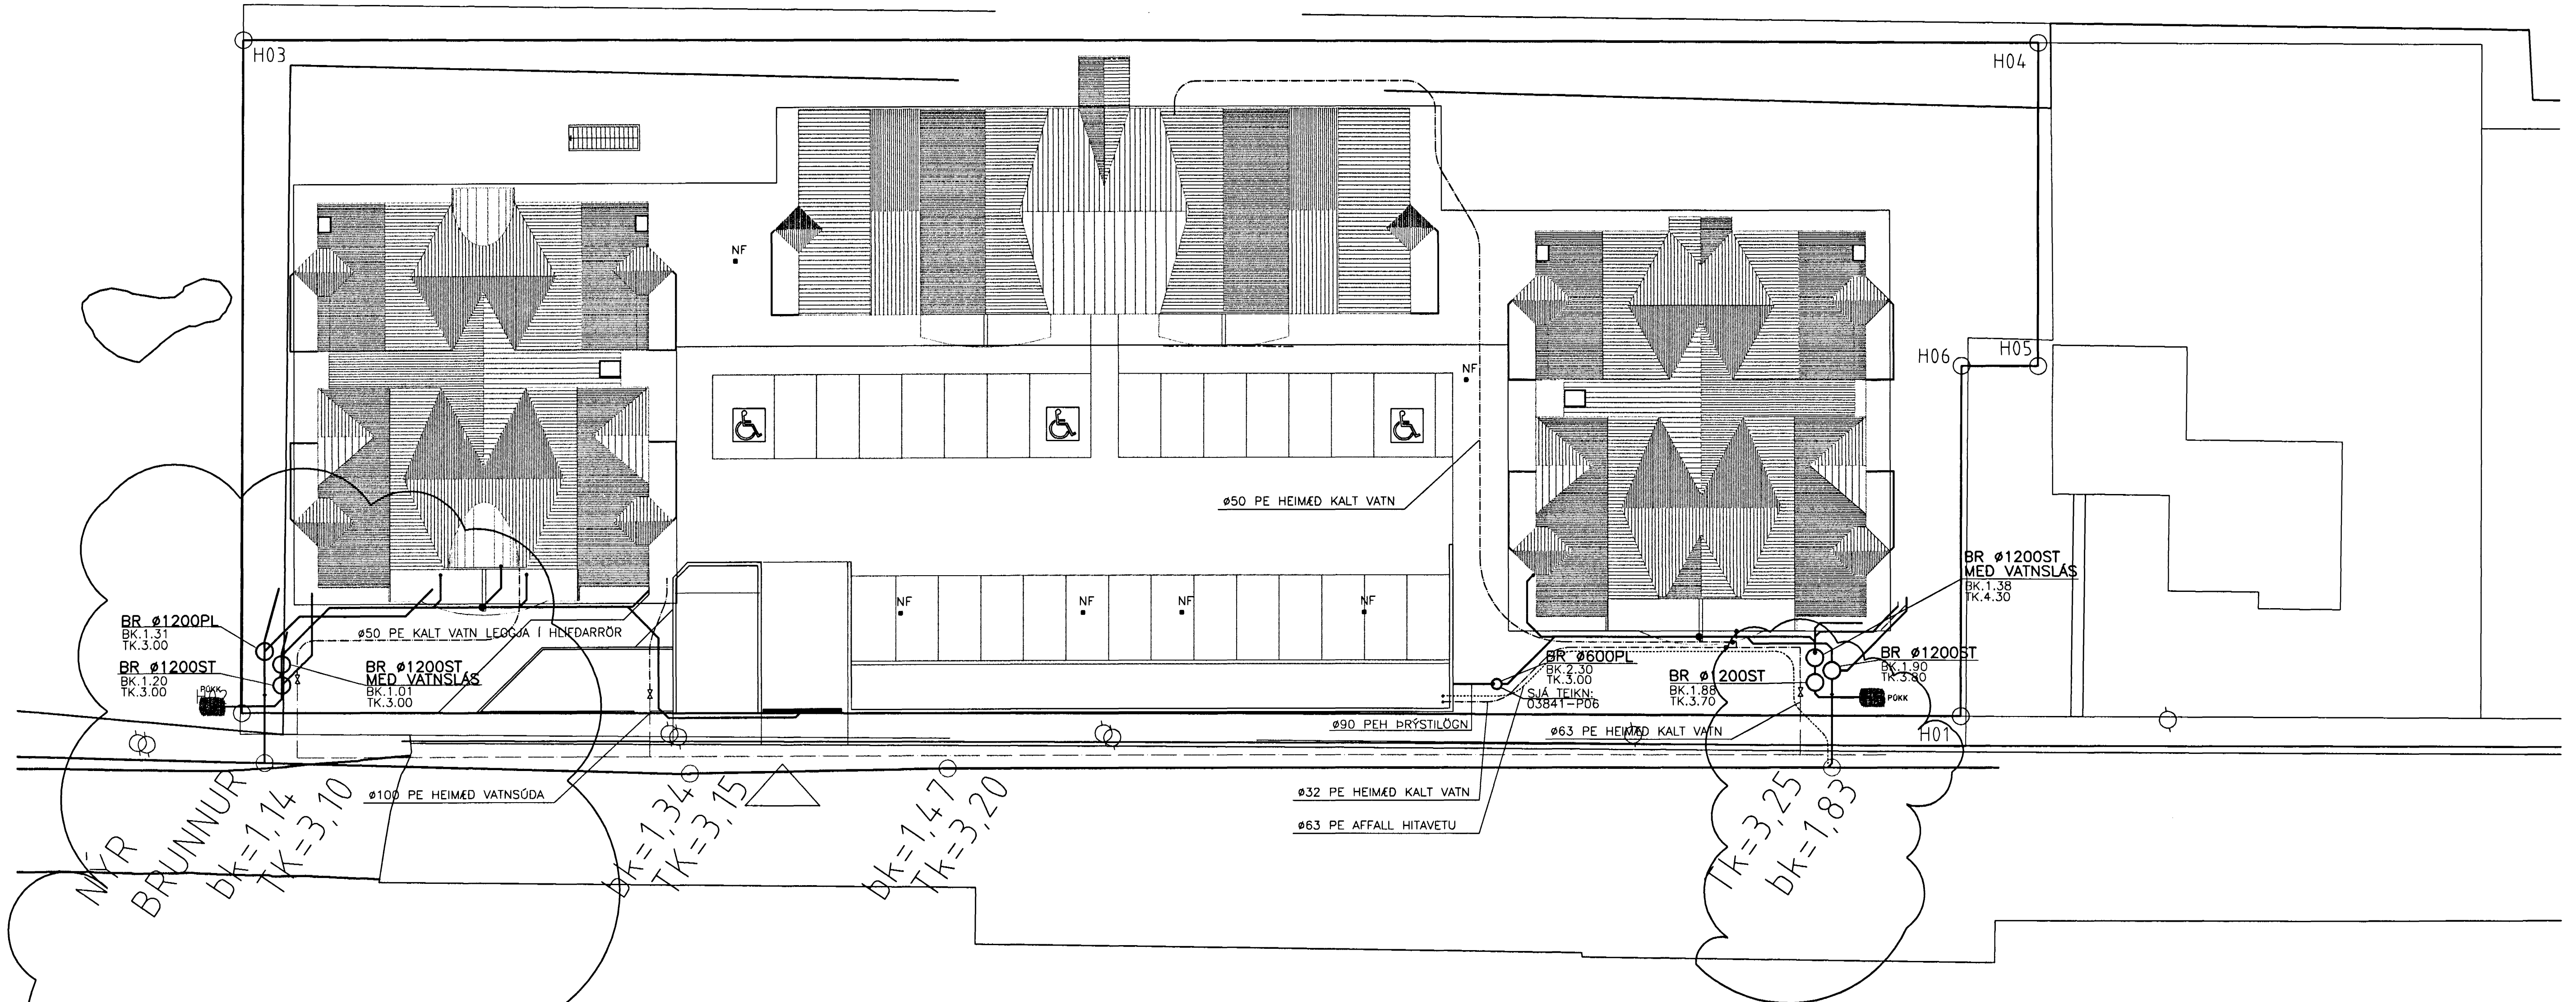 H03
H04
NF
H06
H05
NF
ø50 PE HEIMÆÐ KALT VATN
BR ø1200ST
MED VATNSLÁS
BK.1.38
TK.4.30
NF
NF
NF
NF
BR ø1200PL
BK.1.31
TK.3.00
ø50 PE KALT VATN LEGGJA Í HLÍFÐARRÖR
BR ø1200ST
BK.1.20
TK.3.00
BR ø1200ST
MED VATNSLÁS
BK.1.01
TK.3.00
PÚKK
BR ø600PL
BK.2.30
TK.3.00
SJÁ TEIKN:
03841-P06
BR ø1200ST
BK.1.88
TK.3.70
BR ø1200ST
BK.1.90
TK.3.80
PÚKK
ø90 PEH ÞRÝSTILÖGN
ø63 PE HEIMÆÐ KALT VATN
H01
ø100 PE HEIMÆÐ VATNSÚÐA
ø32 PE HEIMÆÐ KALT VATN
ø63 PE AFFALL HITAVETU
NÝR
BRUNNUR
bk=1,14
TK=3,10
bk=1,34
TK=3,15
bk=1,47
Tk=3,20
Tk=3,25
bk=1,83